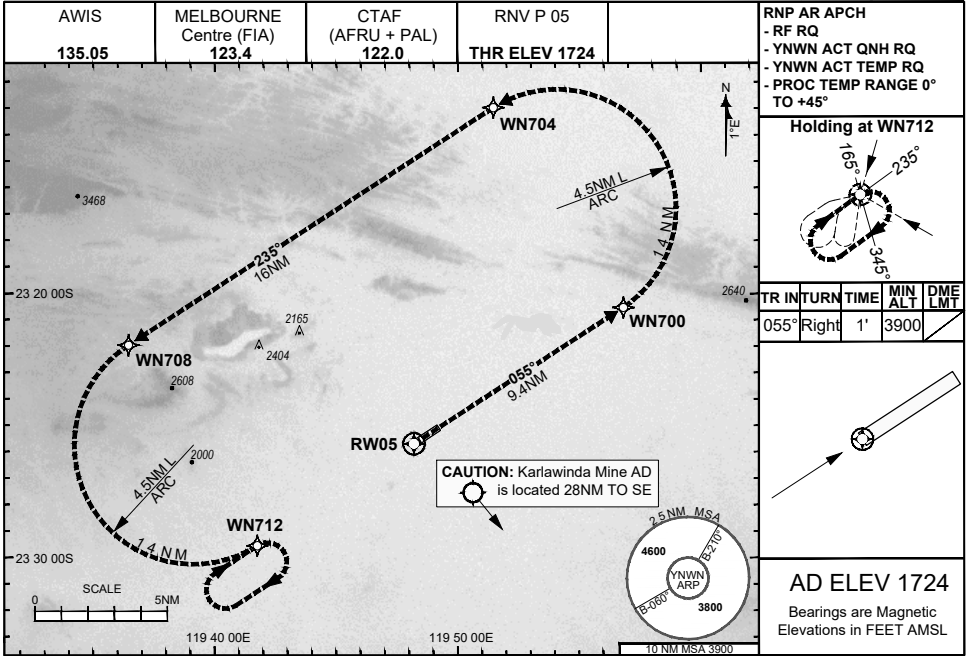 AWIS
135.05
MELBOURNE
Centre (FIA)
123.4
CTAF
(AFRU + PAL)
122.0
RNV P 05
THR ELEV 1724
RNP AR APCH
- RF RQ
- YNWN ACT QNH RQ
- YNWN ACT TEMP RQ
- PROC TEMP RANGE 0°
TO +45°
Holding at WN712
165°
235°
345°
TR IN TURN TIME MIN ALT DME LMT
055° Right 1' 3900
N
1°E
WN704
4.5NM L
ARC
14 NM
3468
235°
16NM
23 20 00S
2640
WN700
2165
2404
WN708
2608
055°
9.4NM
RW05
2000
4.5NM L
ARC
CAUTION: Karlawinda Mine AD
is located 28NM TO SE
WN712
14 NM
23 30 00S
SCALE
0 5NM
119 40 00E
119 50 00E
25 NM MSA
4600
B-210°
YNWN
ARP
B-060°
3800
10 NM MSA 3900
AD ELEV 1724
Bearings are Magnetic
Elevations in FEET AMSL